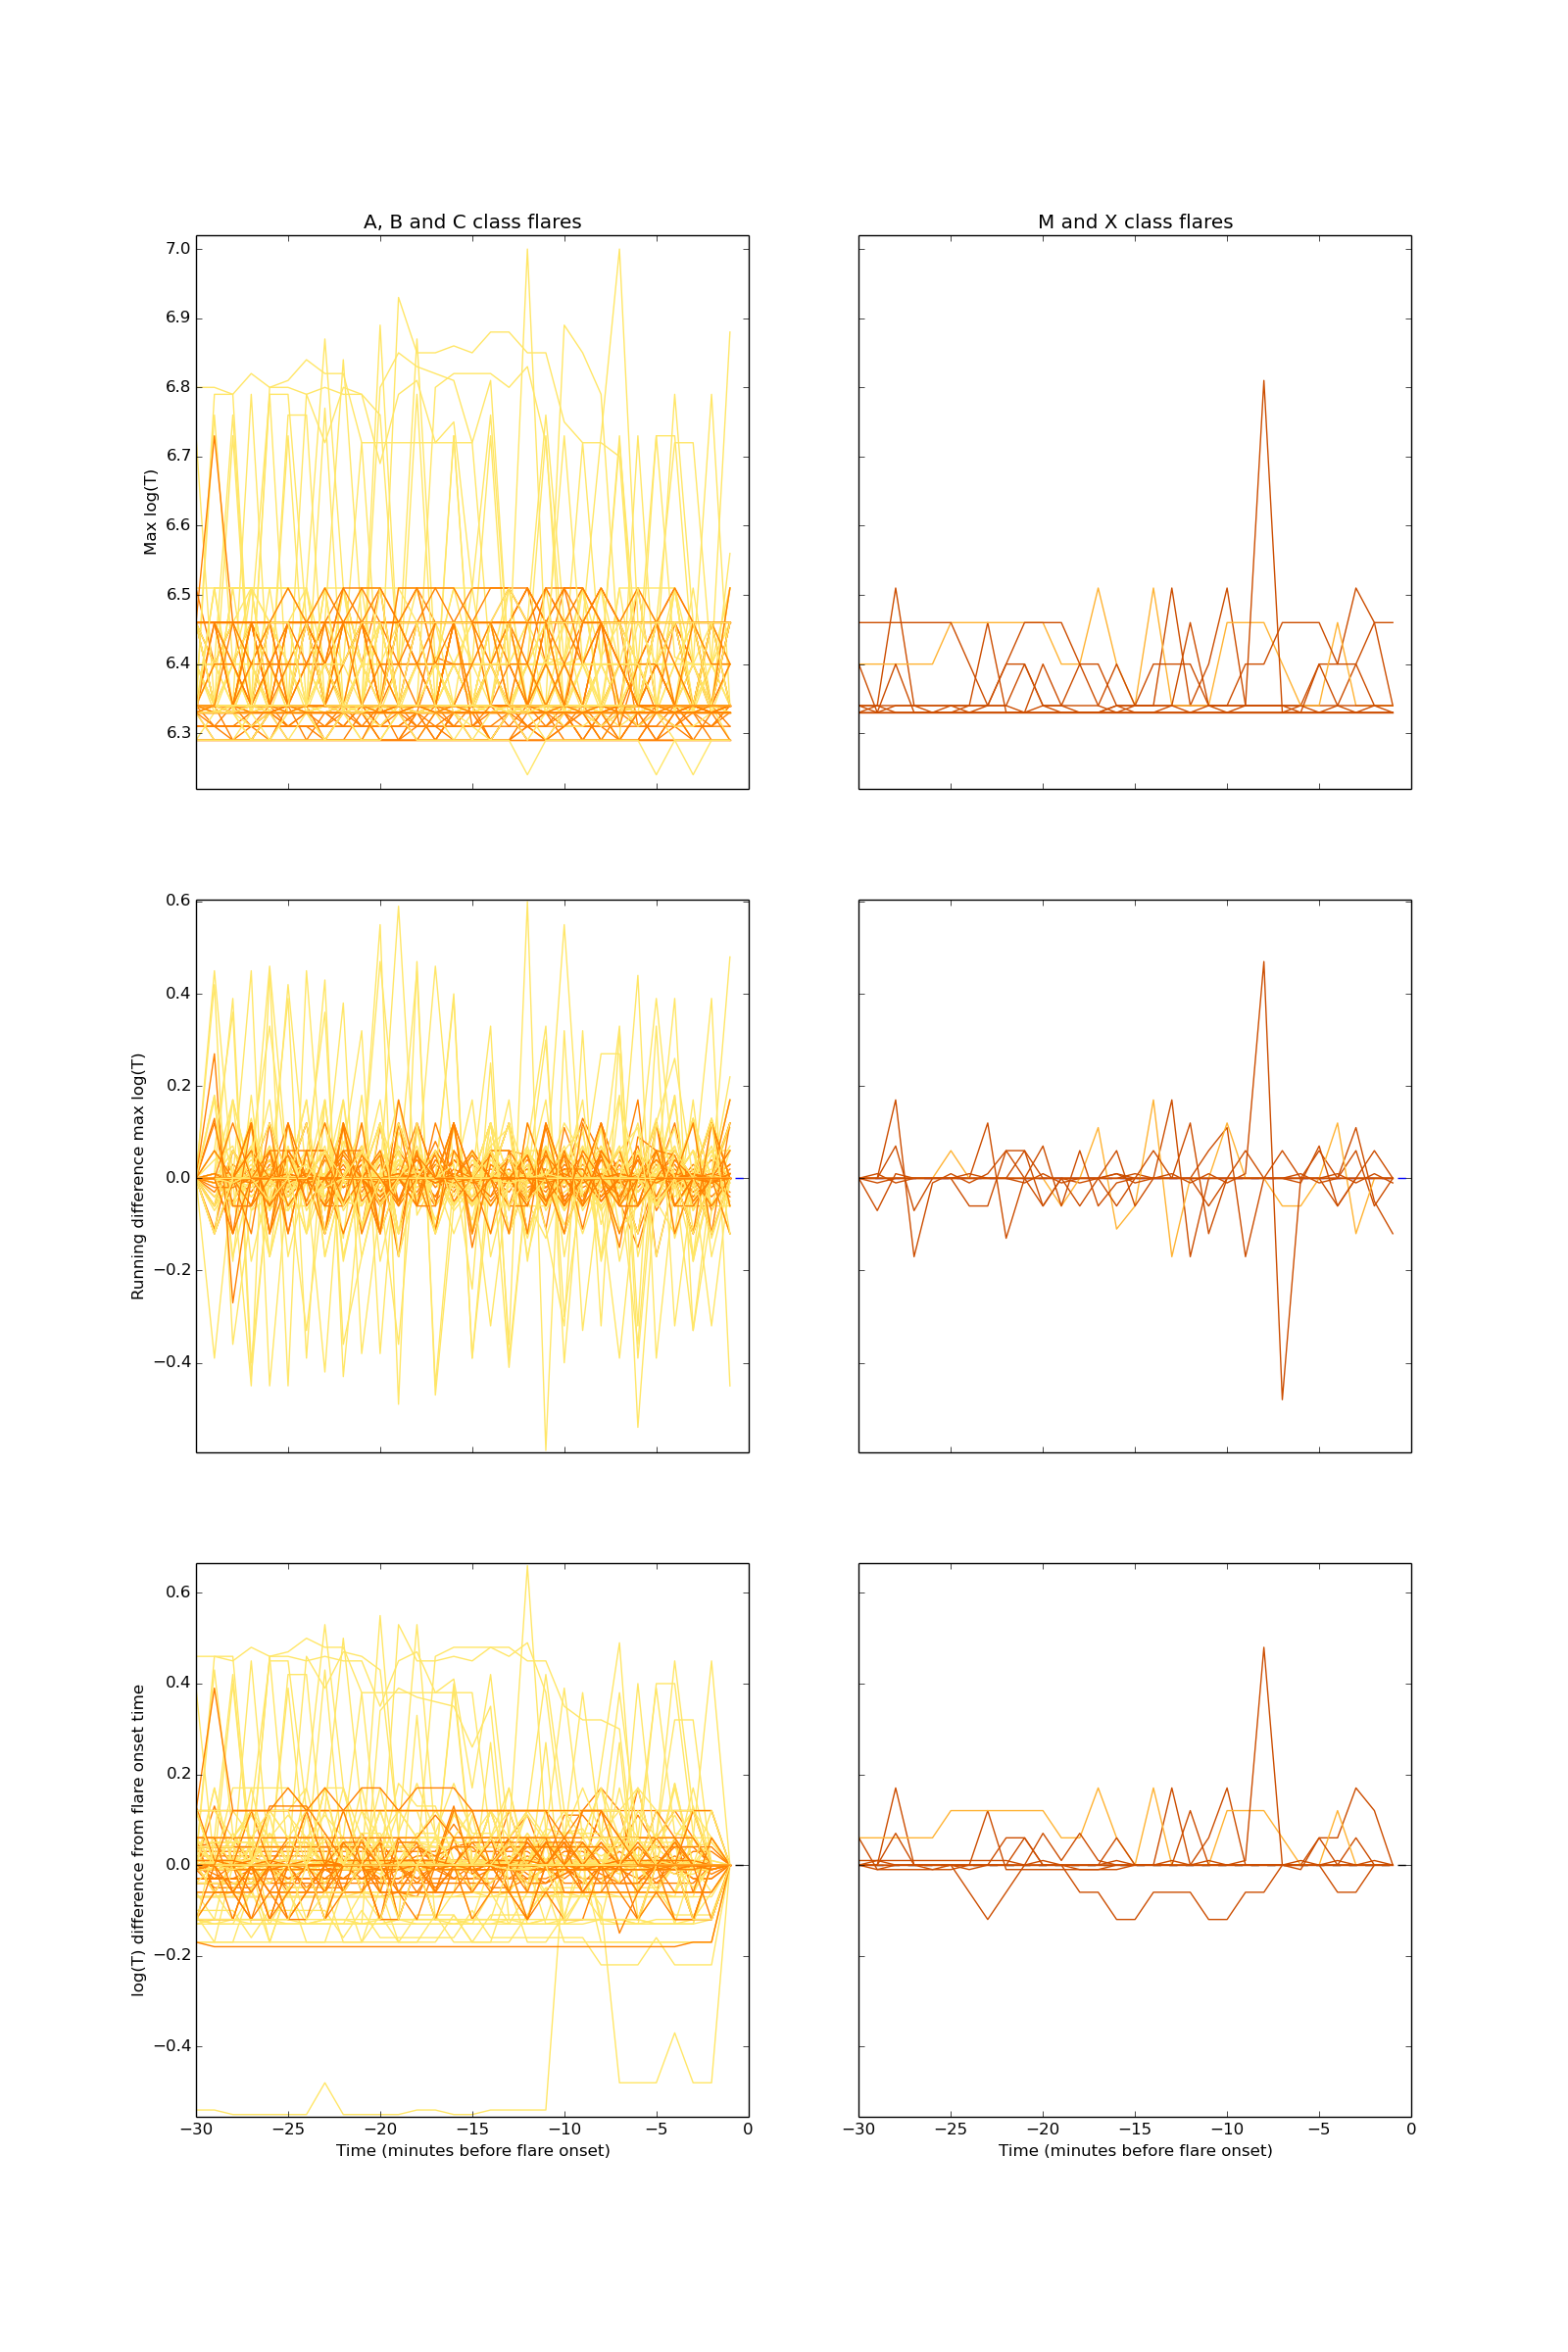 A, B and C class flares
M and X class flares
7.0
6.9
6.8
6.7
6.6
6.5
6.4
6.3
Max log(T)
0.6
0.4
0.2
0.0
−0.2
−0.4
Running difference max log(T)
0.6
0.4
0.2
0.0
−0.2
−0.4
log(T) difference from flare onset time
−30 −25 −20 −15 −10 −5 0
−30 −25 −20 −15 −10 −5 0
Time (minutes before flare onset)
Time (minutes before flare onset)